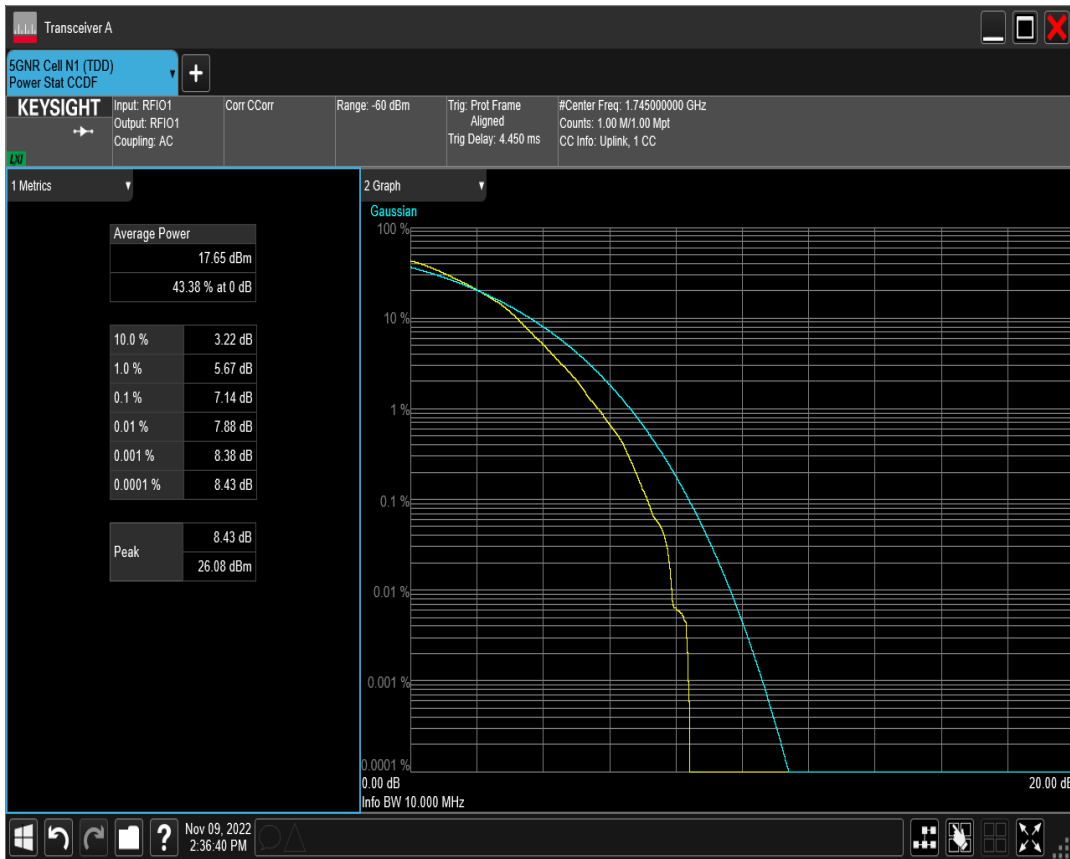 Transceiver A
5GNR Cell N1 (TDD)
Power Stat CCDF
KEYSIGHT
LXI
Input: RFIO1
Output: RFIO1
Coupling: AC
Corr CCorr
Range: -60 dBm
Trig: Prot Frame
Aligned
Trig Delay: 4.450 ms
#Center Freq: 1.745000000 GHz
Counts: 1.00 M/1.00 Mpt
CC Info: Uplink, 1 CC
1 Metrics
Average Power
17.65 dBm
43.38 % at 0 dB
10.0 % 3.22 dB
1.0 % 5.67 dB
0.1 % 7.14 dB
0.01 % 7.88 dB
0.001 % 8.38 dB
0.0001 % 8.43 dB
Peak
8.43 dB
26.08 dBm
2 Graph
Gaussian
100 %
10 %
1 %
0.1 %
0.01 %
0.001 %
0.0001 %
0.00 dB
20.00 dB
Info BW 10.000 MHz
?
Nov 09, 2022
2:36:40 PM